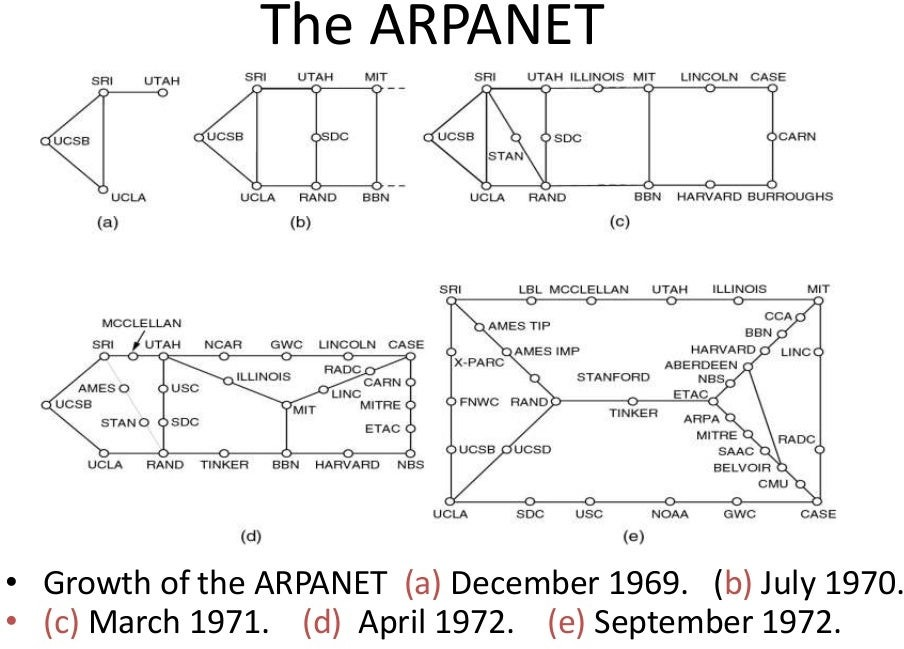 The ARPANET
SRI UTAH
UCSB
UCLA
(a)
SRI UTAH MIT
UCSB SDC
UCLA RAND BBN
(b)
SRI UTAH ILLINOIS MIT LINCOLN CASE
UCSB SDC CARN
STAN
UCLA RAND BBN HARVARD BURROUGHS
(c)
MCCLELLAN
SRI UTAH NCAR GWC LINCOLN CASE
RADC
ILLINOIS CARN
AMES USC LINC
UCSB MIT MITRE
STAN SDC ETAC
UCLA RAND TINKER BBN HARVARD NBS
(d)
SRI LBL MCCLELLAN UTAH ILLINOIS MIT
CCA
AMES TIP BBN
AMES IMP HARVARD LINC
X-PARC ABERDEEN
STANFORD NBS
FNWC RAND ETAC
TINKER
ARPA
MITRE RADC
UCSB UCSD SAAC
BELVOIR
CMU
UCLA SDC USC NOAA GWC CASE
(e)
• Growth of the ARPANET (a) December 1969. (b) July 1970.
• (c) March 1971. (d) April 1972. (e) September 1972.